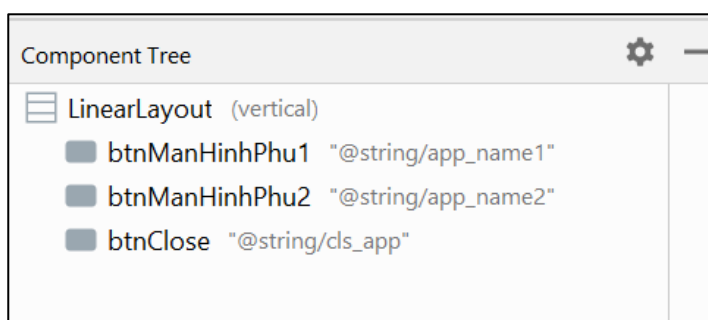 Component Tree
LinearLayout (vertical)
btnManHinhPhu1 "@string/app_name1"
btnManHinhPhu2 "@string/app_name2"
btnClose "@string/cls_app"